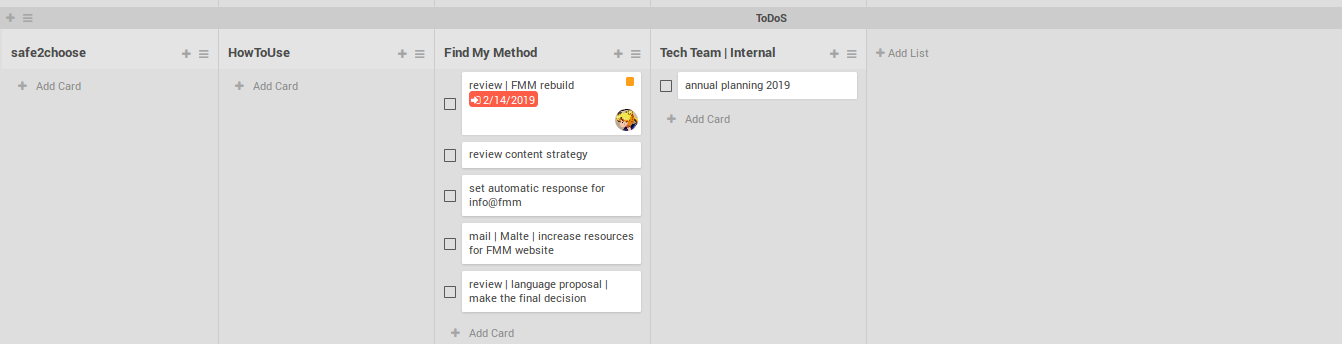 ToDoS
safe2choose
Add Card
HowToUse
Add Card
Find My Method
review | FMM rebuild
2/14/2019
review content strategy
set automatic response for
info@fmm
mail | Malte | increase resources
for FMM website
review | language proposal |
make the final decision
Add Card
Tech Team | Internal
annual planning 2019
Add Card
Add List